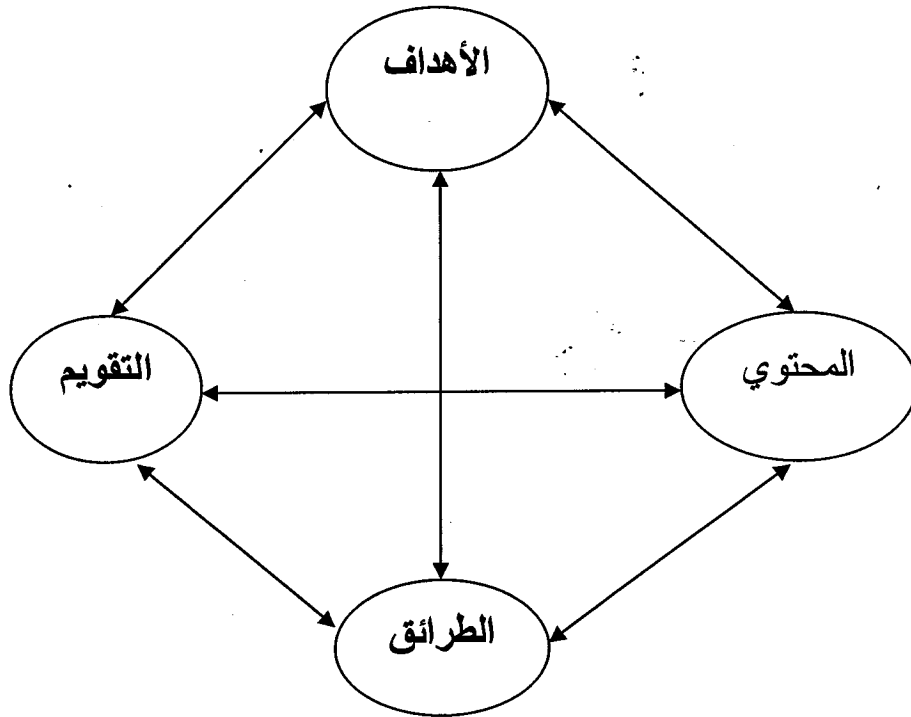 الأهداف
المحتوي
التقويم
الطرائق